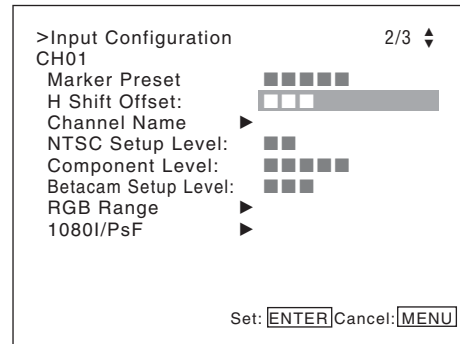 >Input Configuration 2/3
CH01
Marker Preset ■■■■■
H Shift Offset: □□□
Channel Name ►
NTSC Setup Level: ■■
Component Level: ■■■■■
Betacam Setup Level: ■■■
RGB Range ►
1080I/PsF ►
Set: ENTER Cancel: MENU